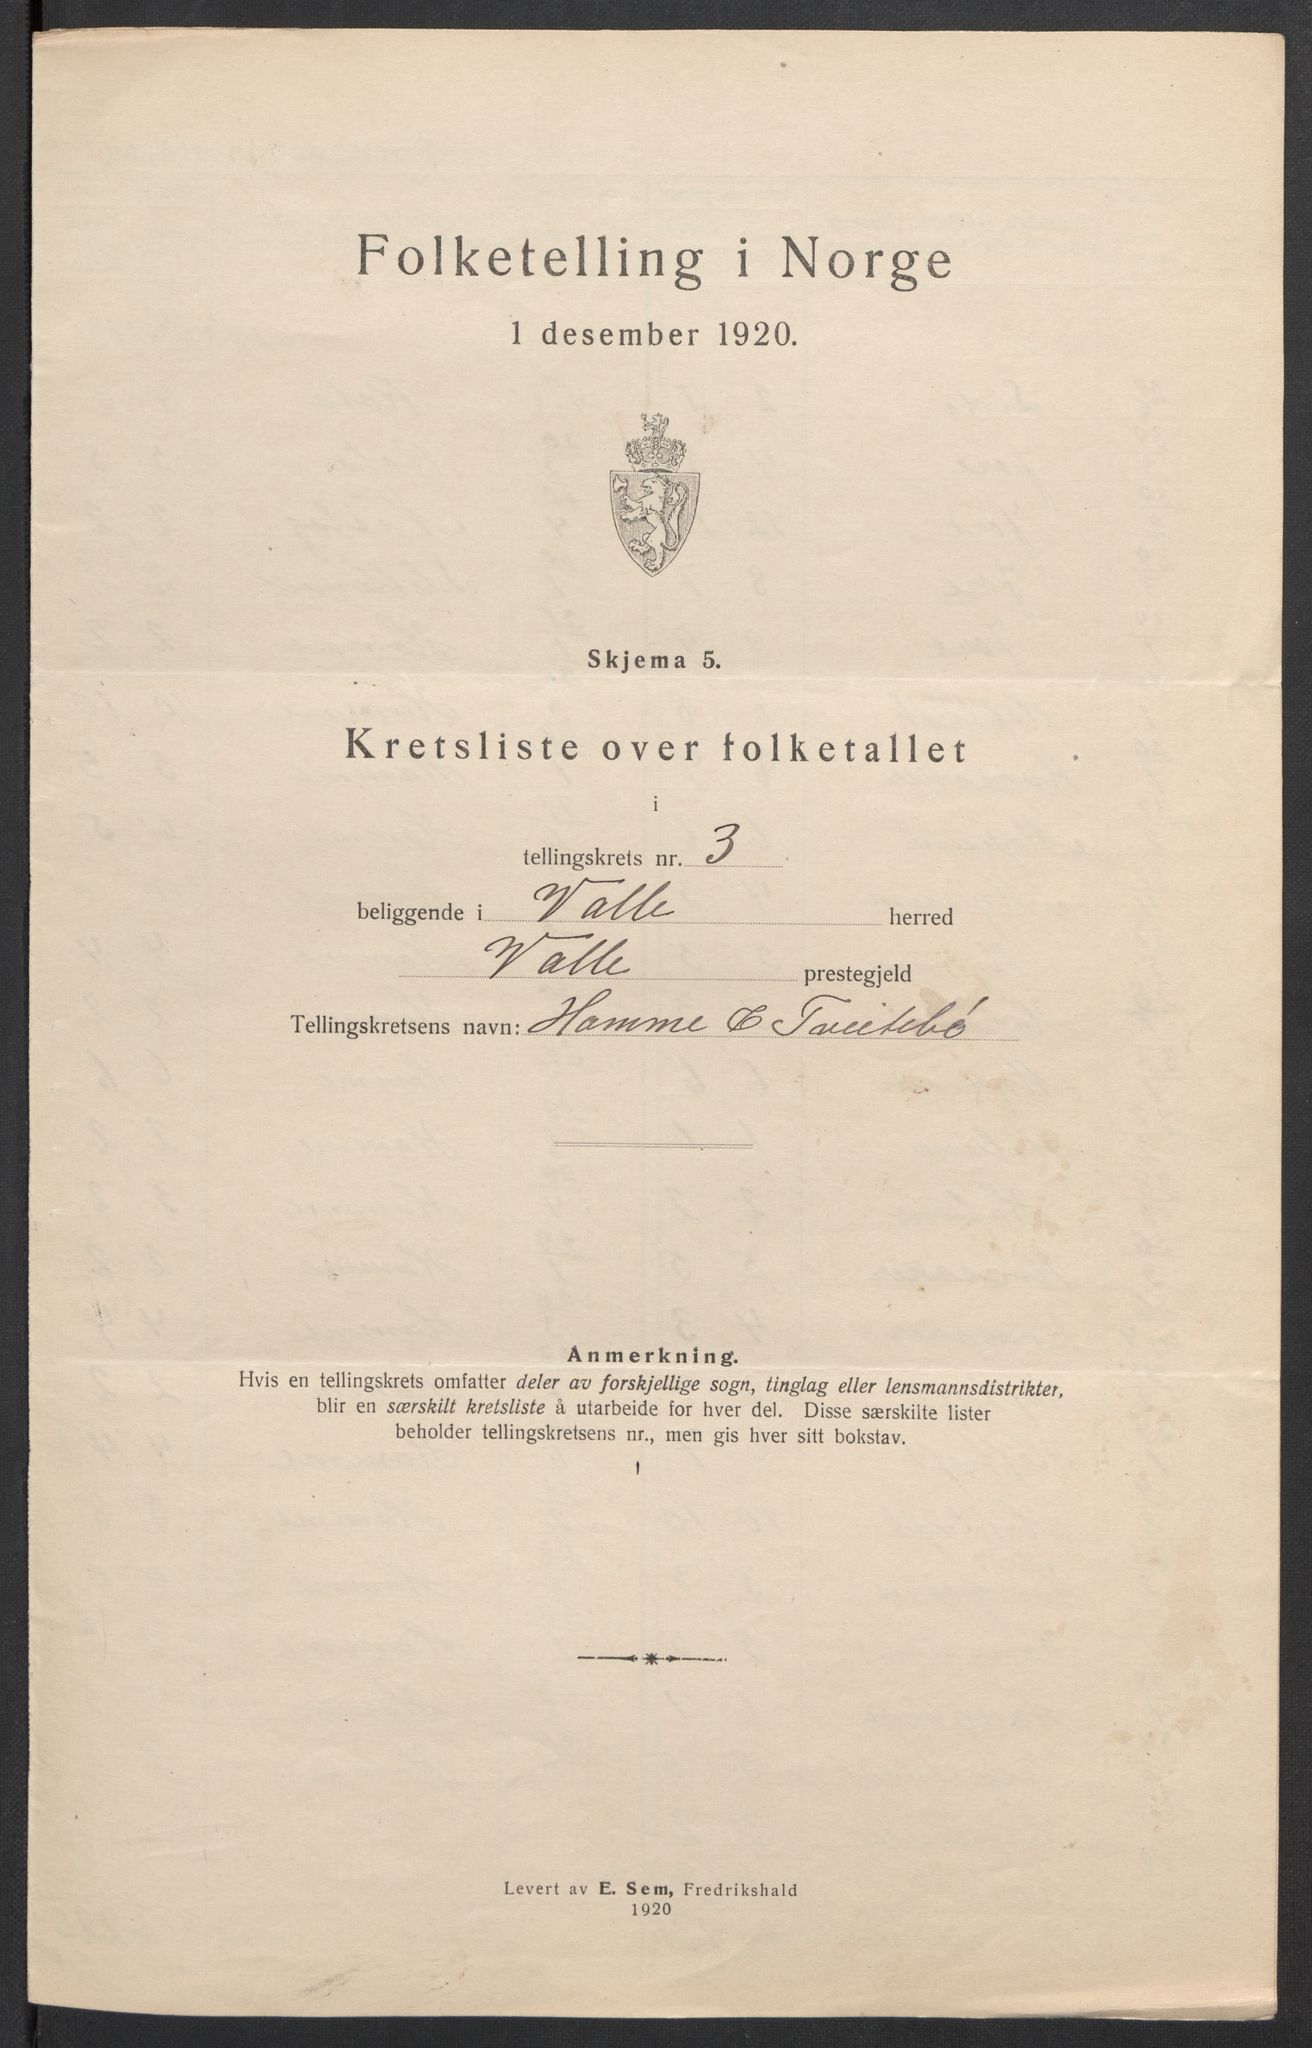 Folketelling i Norge
1 desember 1920.
Skjema 5.
Kretsliste over folketallet
i
tellingskrets nr. 3
beliggende i Valle herred
Valle prestegjeld
Tellingskretsens navn: Homme & Tveitebö
Anmerkning.
Hvis en tellingskrets omfatter deler av forskjellige sogn, tinglag eller lensmannsdistrikter,
blir en særskilt kretsliste å utarbeide for hver del. Disse særskilte lister
beholder tellingskretsens nr., men gis hver sitt bokstav.
Levert av E. Sem, Fredrikshald
1920